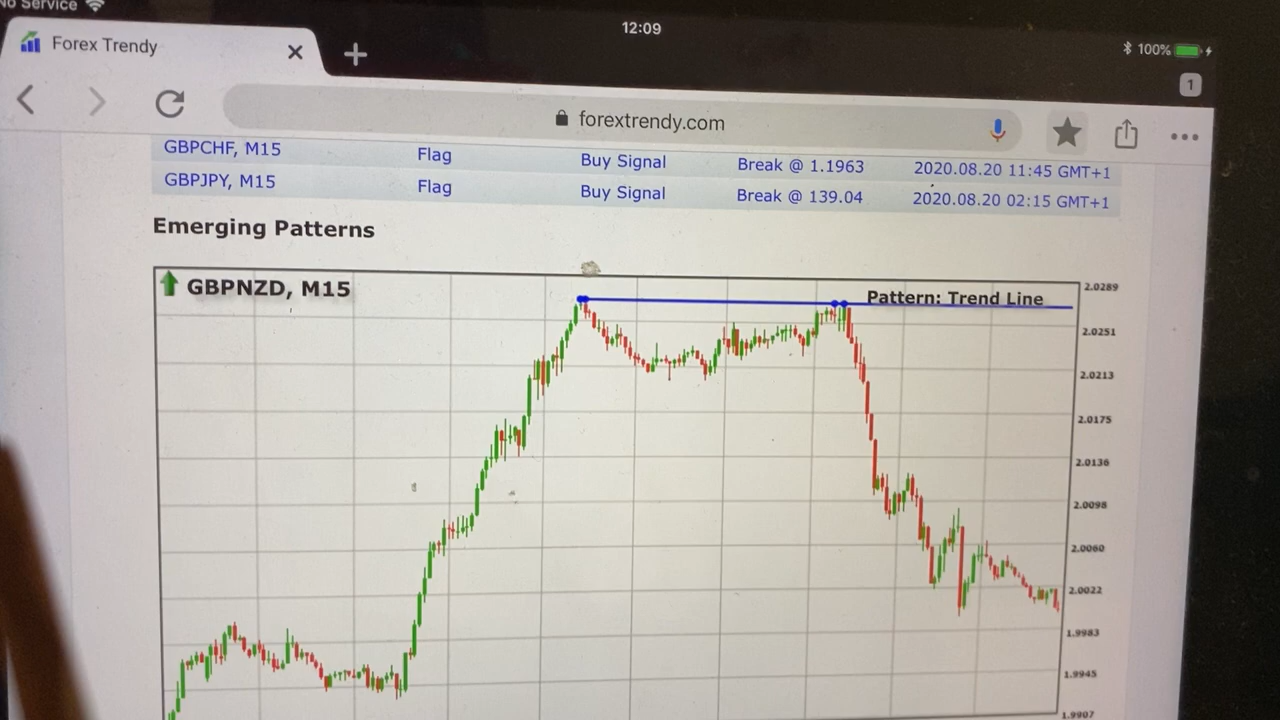 No Service
12:09
100%
Forex Trendy
1
forextrendy.com
GBPCHF, M15 Flag Buy Signal Break @ 1.1963 2020.08.20 11:45 GMT+1
GBPJPY, M15 Flag Buy Signal Break @ 139.04 2020.08.20 02:15 GMT+1
Emerging Patterns
GBPNZD, M15
Pattern: Trend Line
2.0289
2.0251
2.0213
2.0175
2.0136
2.0098
2.0060
2.0022
1.9983
1.9945
1.9907